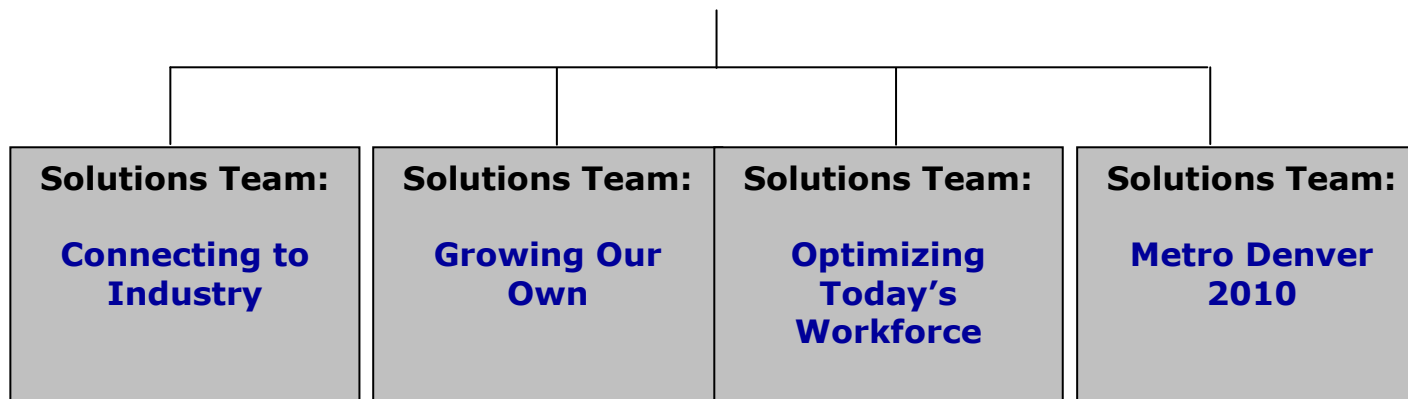 Solutions Team:
Connecting to
Industry
Solutions Team:
Growing Our
Own
Solutions Team:
Optimizing
Today’s
Workforce
Solutions Team:
Metro Denver
2010